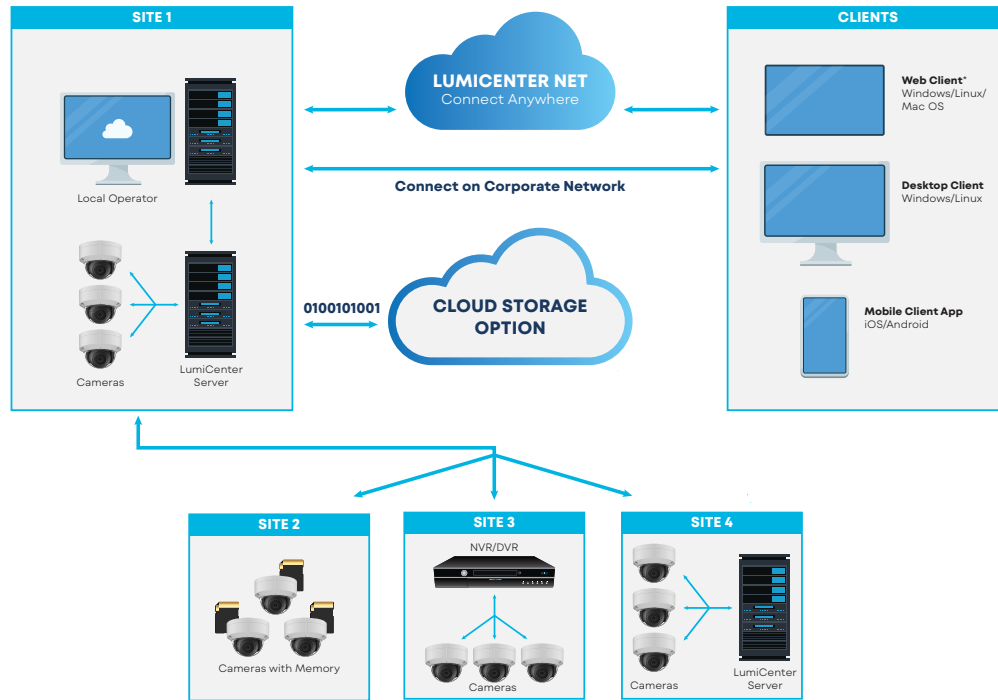 SITE 1
Local Operator
Cameras
LumiCenter
Server
LUMICENTER NET
Connect Anywhere
Connect on Corporate Network
0100101001
CLOUD STORAGE
OPTION
CLIENTS
Web Client*
Windows/Linux/
Mac OS
Desktop Client
Windows/Linux
Mobile Client App
iOS/Android
SITE 2
Cameras with Memory
SITE 3
NVR/DVR
Cameras
SITE 4
Cameras
LumiCenter
Server